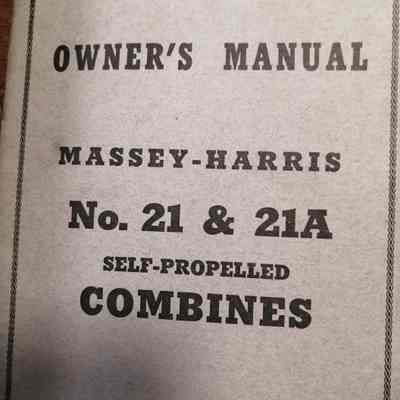 OWNER'S MANUAL
MASSEY-HARRIS
No. 21 & 21A
SELF-PROPELLED
COMBINES